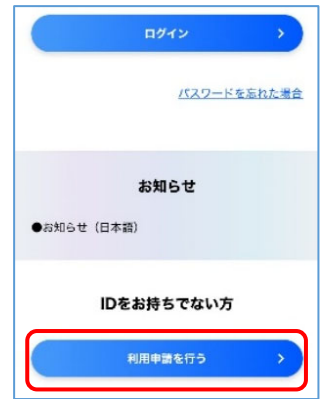 ログイン
パスワードを忘れた場合
お知らせ
●お知らせ（日本語）
IDをお持ちでない方
利用申請を行う